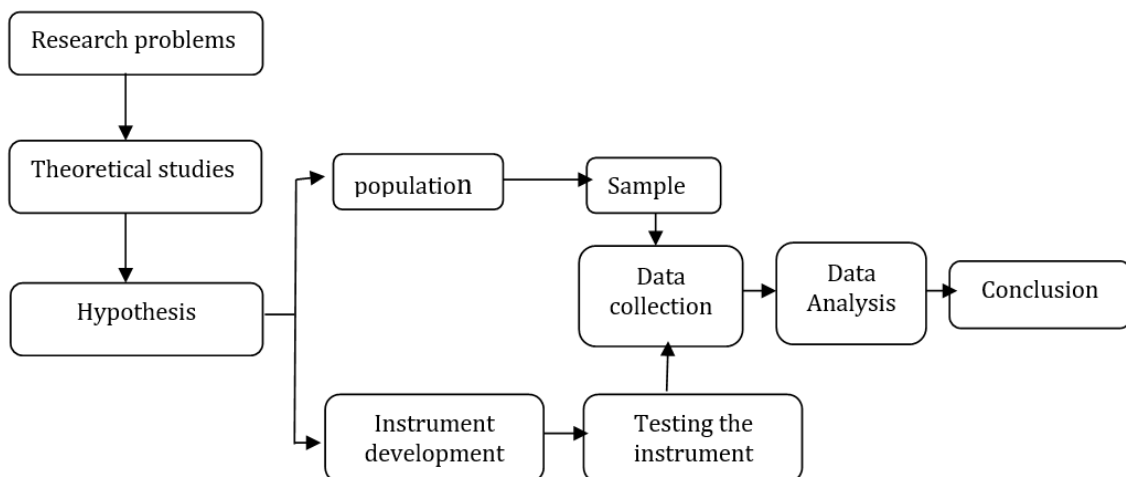 Research problems
Theoretical studies
Hypothesis
population
Sample
Data
collection
Data
Analysis
Conclusion
Instrument
development
Testing the
instrument